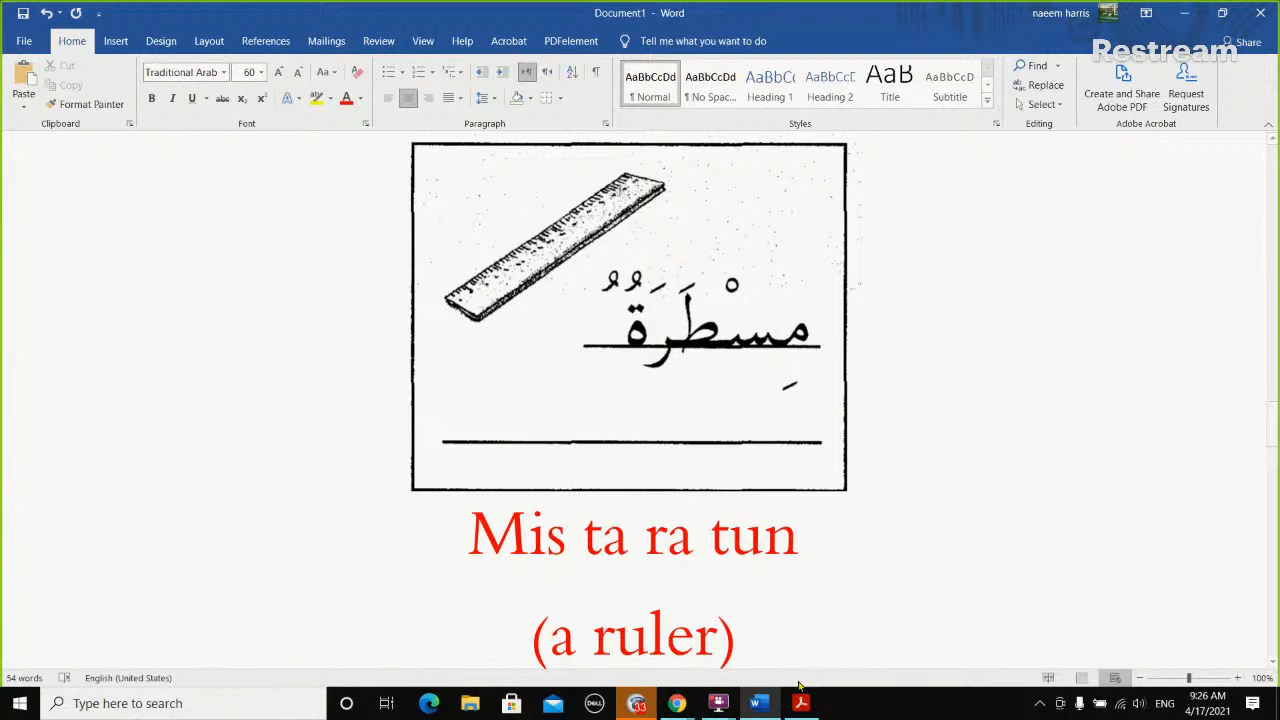 Document1 - Word
naeem harris
File Home Insert Design Layout References Mailings Review View Help Acrobat PDFelement Tell me what you want to do Share
Restream
Paste
Cut
Copy
Format Painter
Clipboard
Traditional Arab 60
Font
Paragraph
AaBbCcDd AaBbCcDd AaBbCc AaBbCcD AaB AaBbCcD
¶ Normal ¶ No Spac... Heading 1 Heading 2 Title Subtitle
Styles
Find
Replace
Select
Editing
Create and Share Adobe PDF
Request Signatures
Adobe Acrobat
مِسْطَرَةٌ
Mis ta ra tun
(a ruler)
54 words English (United States) 100%
Type here to search
DELL
33
ENG
9:26 AM
4/17/2021